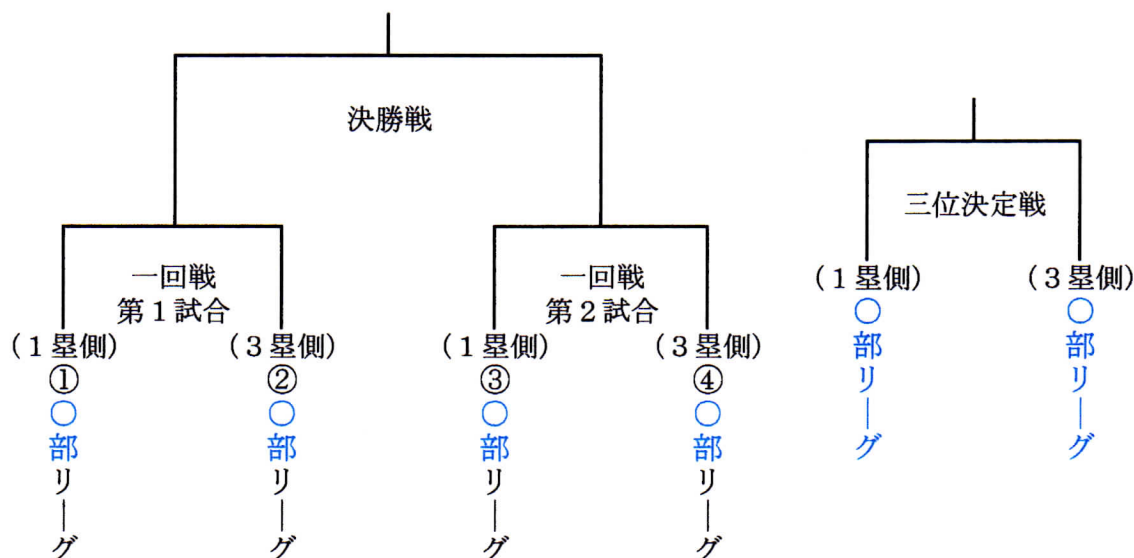 決勝戦
三位決定戦
一回戦
第1試合
一回戦
第2試合
(1塁側)
(3塁側)
(1塁側)
(3塁側)
(1塁側)
(3塁側)
①○部リーグ
②○部リーグ
③○部リーグ
④○部リーグ
○部リーグ
○部リーグ